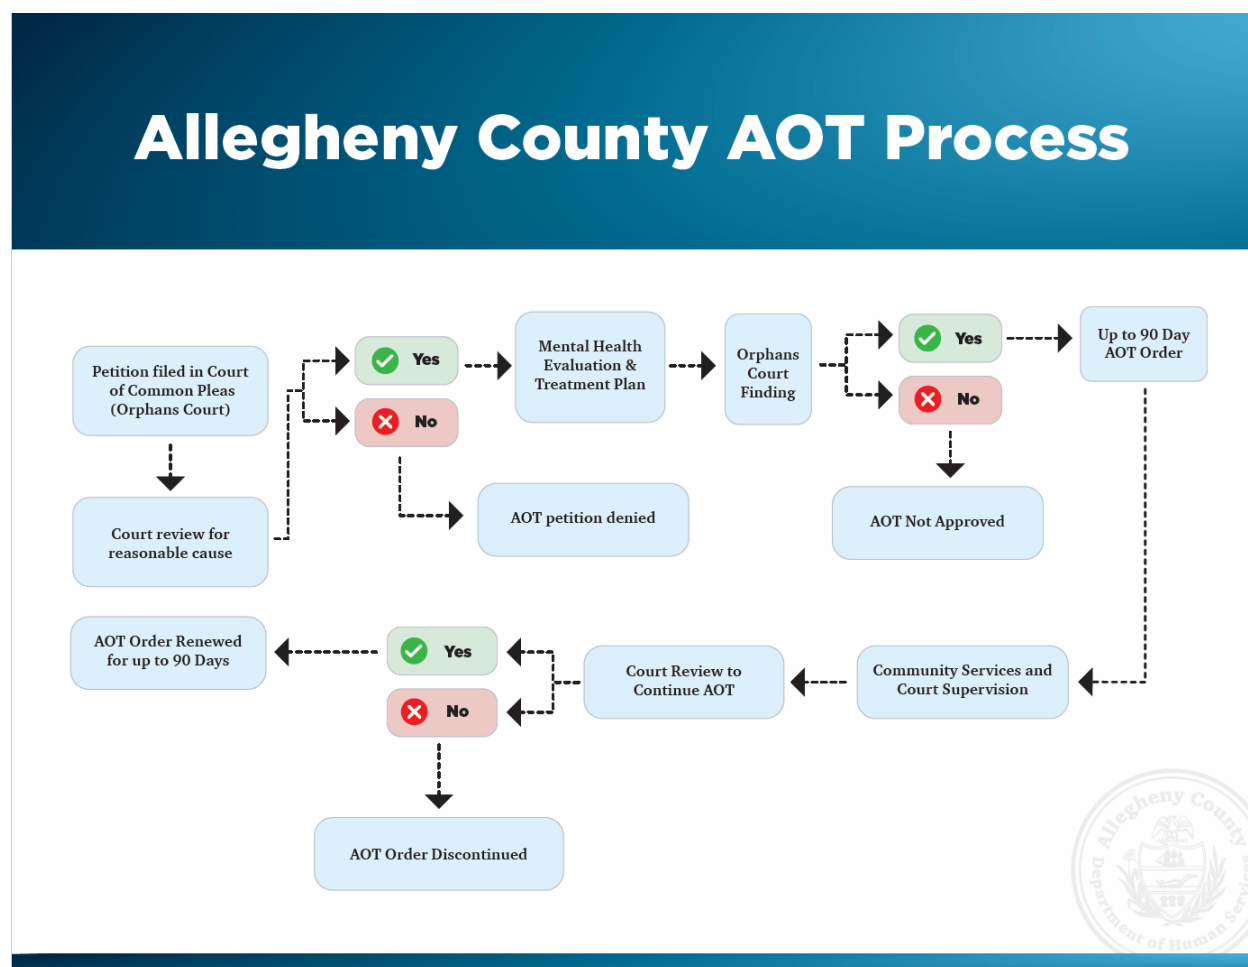 Allegheny County AOT Process
Petition filed in Court
of Common Pleas
(Orphans Court)
Court review for
reasonable cause
Yes
No
AOT petition denied
Mental Health
Evaluation &
Treatment Plan
Orphans
Court
Finding
Yes
No
AOT Not Approved
Up to 90 Day
AOT Order
Community Services and
Court Supervision
Court Review to
Continue AOT
Yes
No
AOT Order Renewed
for up to 90 Days
AOT Order Discontinued
Allegheny County
Department of Human Services